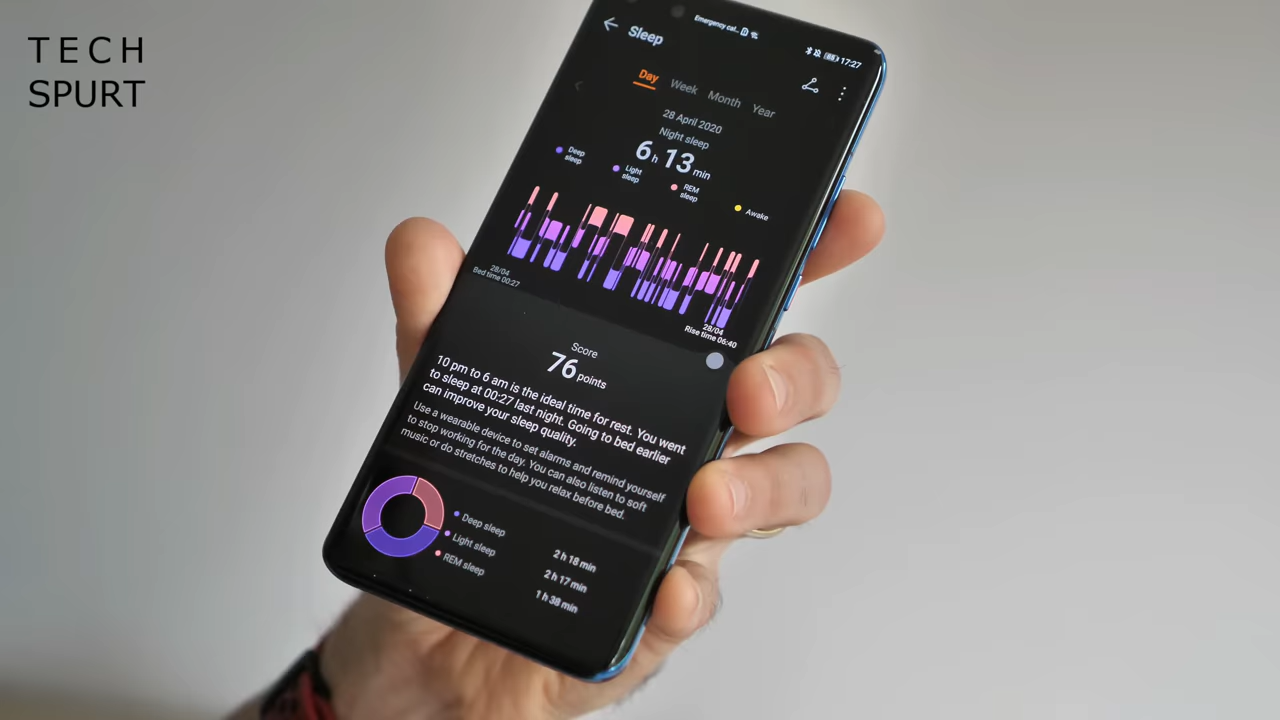 TECH
SPURT
Emergency cal...
17:27
Sleep
Day Week Month Year
28 April 2020
Night sleep
6 h 13 min
Deep
sleep
Light
sleep
REM
sleep
Awake
28/04
Bed time 00:27
28/04
Rise time 06:40
Score
76 points
10 pm to 6 am is the ideal time for rest. You went
to sleep at 00:27 last night. Going to bed earlier
can improve your sleep quality.
Use a wearable device to set alarms and remind yourself
to stop working for the day. You can also listen to soft
music or do stretches to help you relax before bed.
Deep sleep 2 h 18 min
Light sleep 2 h 17 min
REM sleep 1 h 38 min